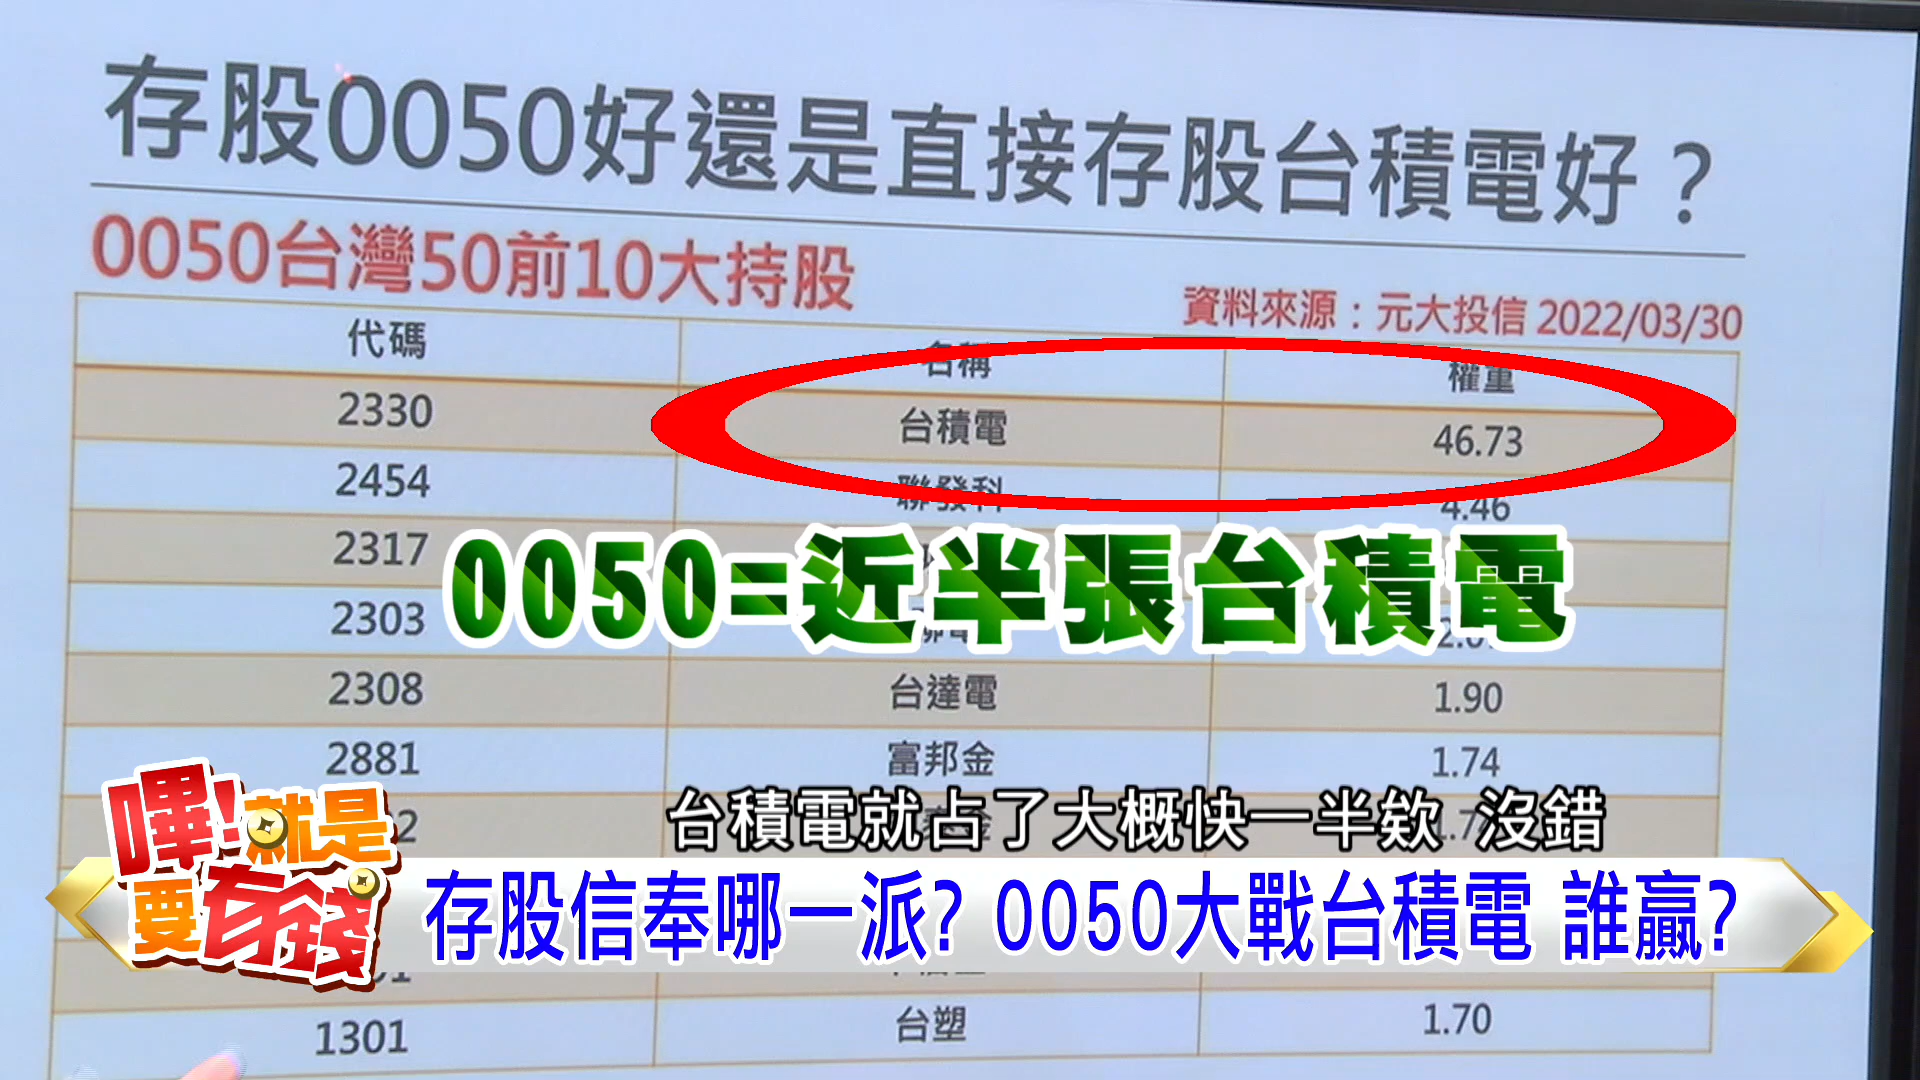 存股0050好還是直接存股台積電好？
0050台灣50前10大持股
資料來源：元大投信 2022/03/30
代碼 名稱 權重
2330 台積電 46.73
2454 聯發科 4.46
2317
0050=近半張台積電
2303
2308 台達電 1.90
2881 富邦金 1.74
台積電就占了大概快一半欸 沒錯
嗶!就是要存錢
存股信奉哪一派? 0050大戰台積電 誰贏?
1301 台塑 1.70